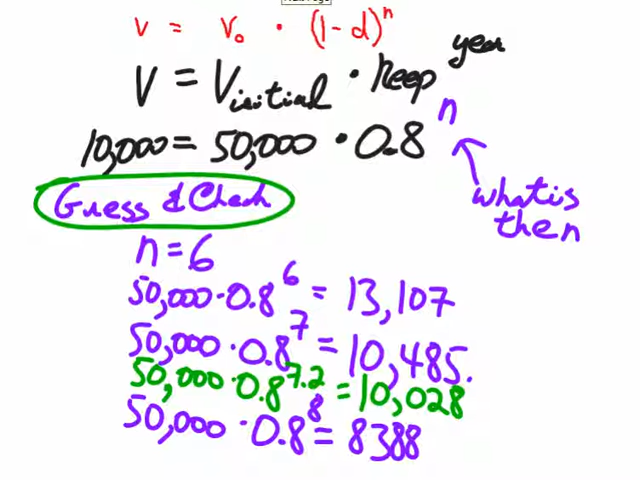 V = V₀ · (1-d)ⁿ
V = Vinitial · Keep year
10,000 = 50,000 · 0.8 n
Guess & Check
what is
the n
n = 6
50,000 · 0.8⁶ = 13,107
50,000 · 0.8⁷ = 10,485.
50,000 · 0.8^7.2 = 10,028
50,000 · 0.8⁸ = 8388